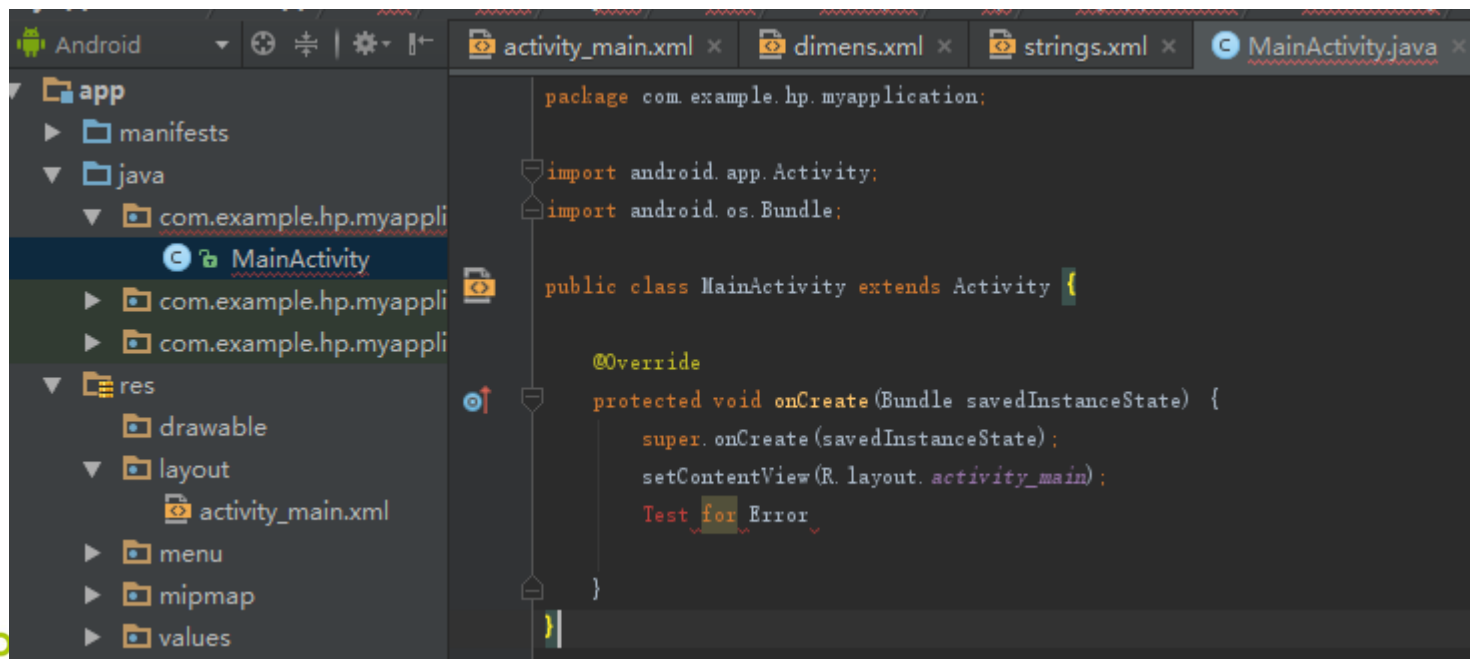 Android
activity_main.xml
dimens.xml
strings.xml
MainActivity.java
app
manifests
java
com.example.hp.myappli
MainActivity
com.example.hp.myappli
com.example.hp.myappli
res
drawable
layout
activity_main.xml
menu
mipmap
values
package com.example.hp.myapplication;
import android.app.Activity;
import android.os.Bundle;
public class MainActivity extends Activity {
@Override
protected void onCreate(Bundle savedInstanceState) {
super.onCreate(savedInstanceState);
setContentView(R.layout.activity_main);
Test for Error
}
}